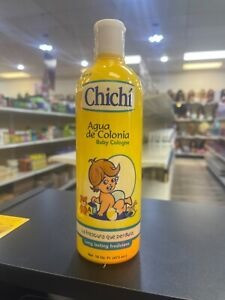 Chichí
Agua
de Colonia
Baby Cologne
La frescura que perdura
Long lasting freshness